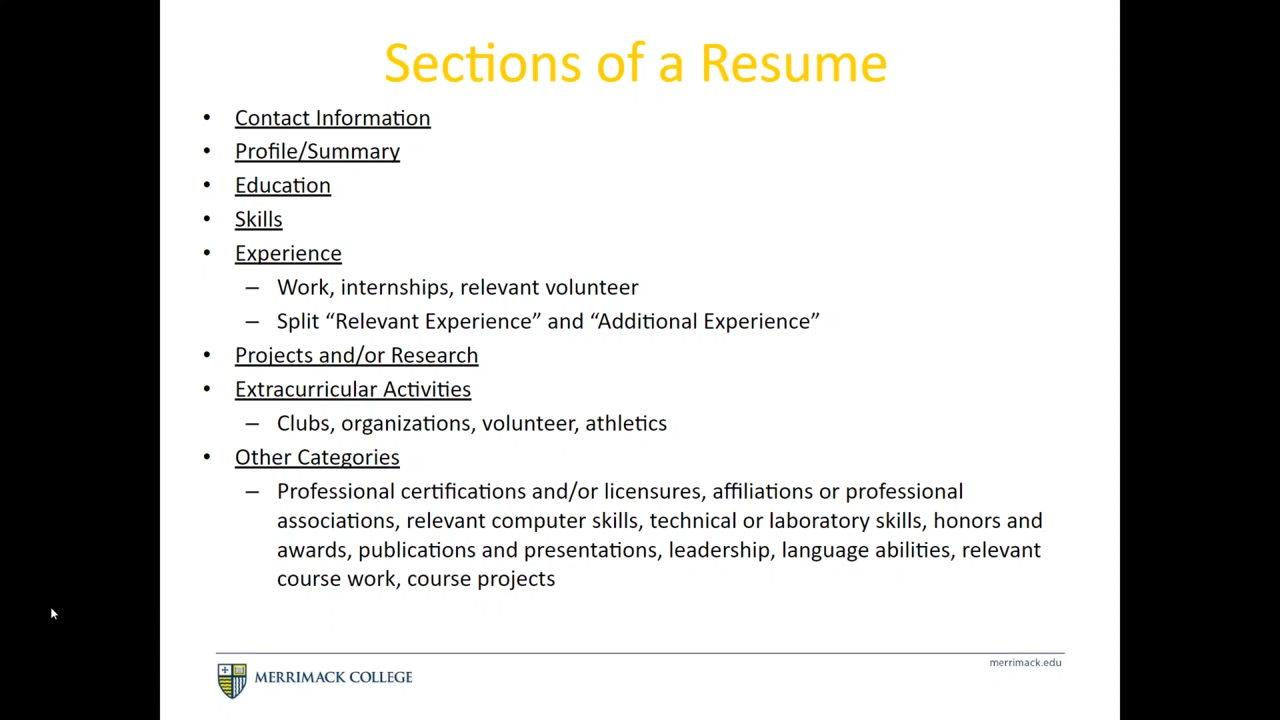 Sections of a Resume
• Contact Information
• Profile/Summary
• Education
• Skills
• Experience
– Work, internships, relevant volunteer
– Split “Relevant Experience” and “Additional Experience”
• Projects and/or Research
• Extracurricular Activities
– Clubs, organizations, volunteer, athletics
• Other Categories
– Professional certifications and/or licensures, affiliations or professional
associations, relevant computer skills, technical or laboratory skills, honors and
awards, publications and presentations, leadership, language abilities, relevant
course work, course projects
merrimack.edu
MERRIMACK COLLEGE